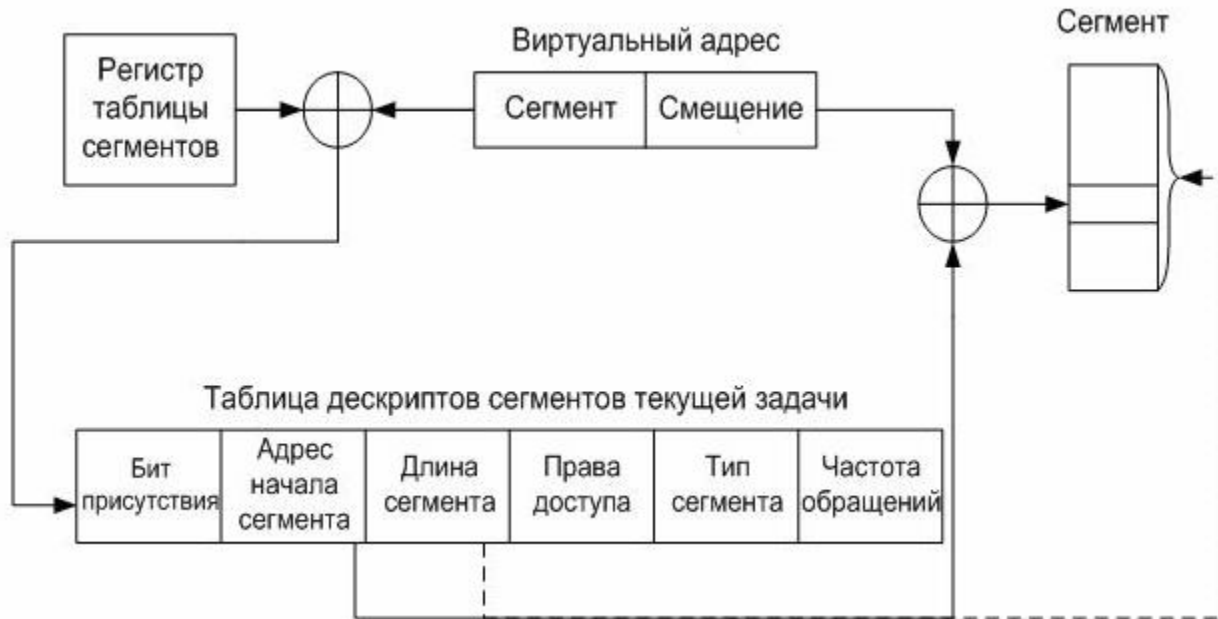 Сегмент
Виртуальный адрес
Регистр
таблицы
сегментов
Сегмент
Смещение
Таблица дескриптов сегментов текущей задачи
Бит
присутствия
Адрес
начала
сегмента
Длина
сегмента
Права
доступа
Тип
сегмента
Частота
обращений